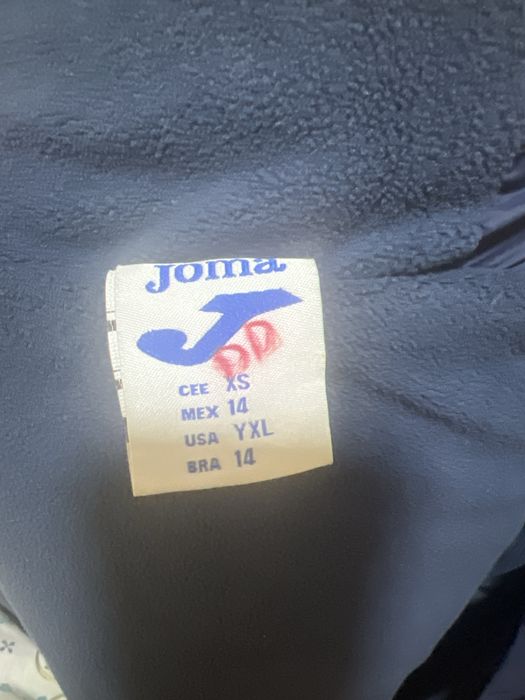 Joma
DD
CEE XS
MEX 14
USA YXL
BRA 14